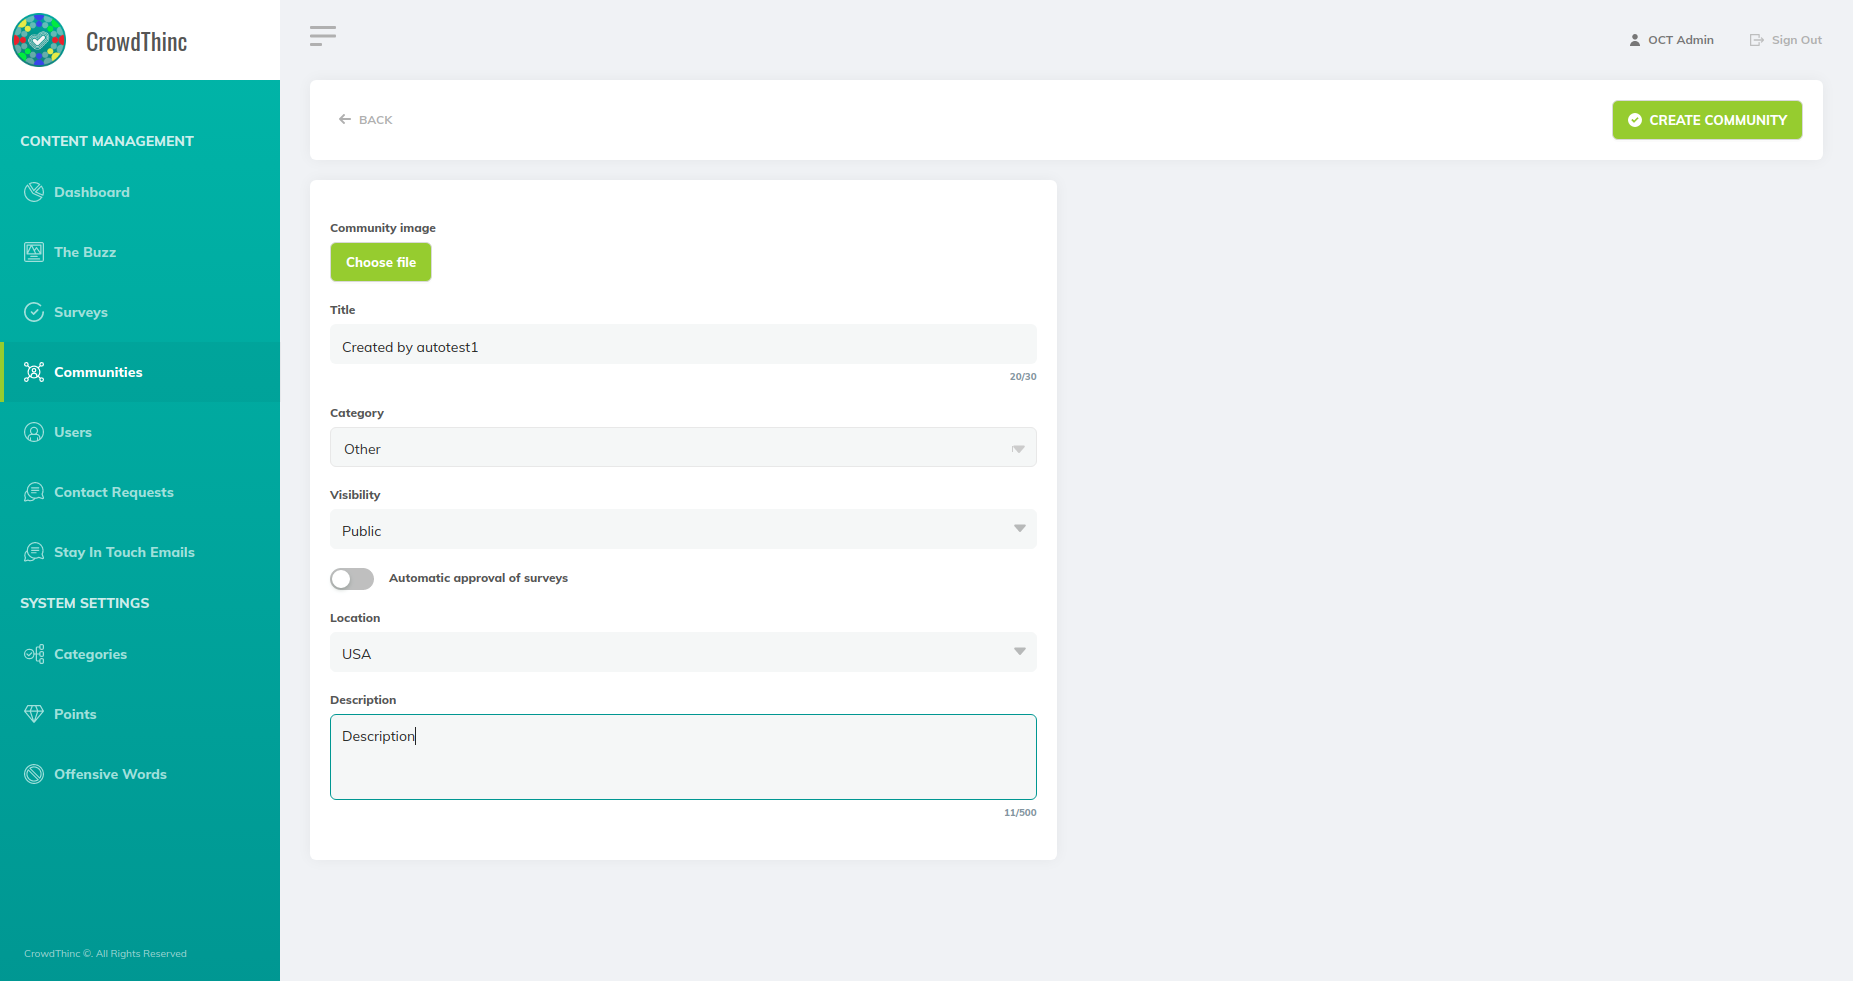 CrowdThinc
OCT Admin
Sign Out
BACK
CREATE COMMUNITY
CONTENT MANAGEMENT
Dashboard
The Buzz
Surveys
Communities
Users
Contact Requests
Stay In Touch Emails
SYSTEM SETTINGS
Categories
Points
Offensive Words
CrowdThinc ©. All Rights Reserved
Community image
Choose file
Title
Created by autotest1
20/30
Category
Other
Visibility
Public
Automatic approval of surveys
Location
USA
Description
Description
11/500